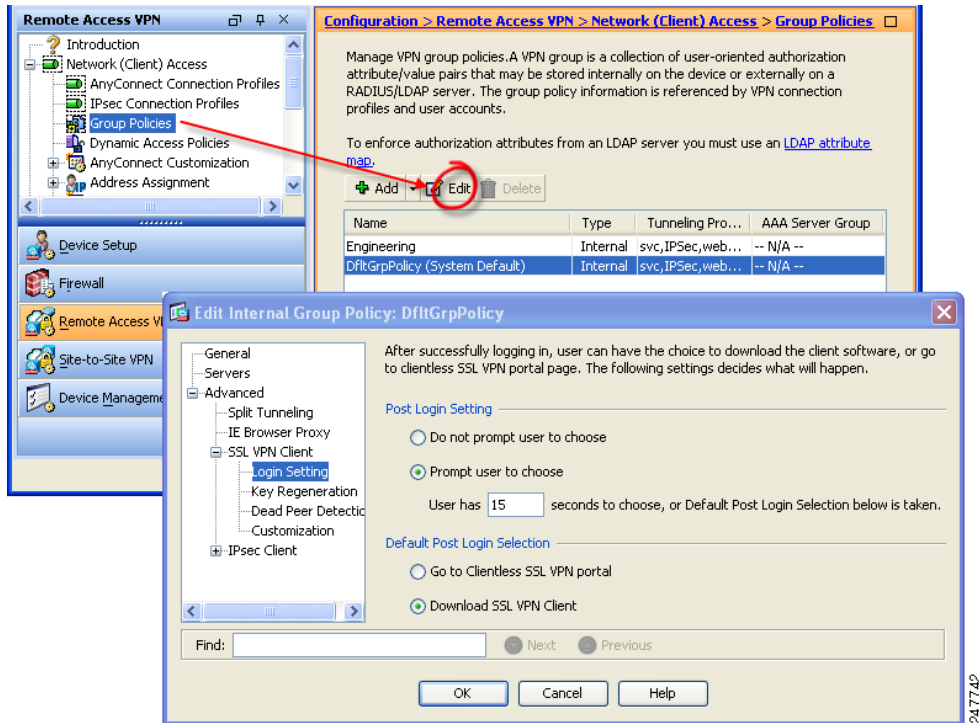 Remote Access VPN
Introduction
Network (Client) Access
AnyConnect Connection Profiles
IPsec Connection Profiles
Group Policies
Dynamic Access Policies
AnyConnect Customization
Address Assignment
Device Setup
Firewall
Remote Access VP
Site-to-Site VPN
Device Manageme
Configuration > Remote Access VPN > Network (Client) Access > Group Policies
Manage VPN group policies.A VPN group is a collection of user-oriented authorization
attribute/value pairs that may be stored internally on the device or externally on a
RADIUS/LDAP server. The group policy information is referenced by VPN connection
profiles and user accounts.
To enforce authorization attributes from an LDAP server you must use an LDAP attribute
map.
Add Edit Delete
Name Type Tunneling Pro... AAA Server Group
Engineering Internal svc,IPSec,web... -- N/A --
DfltGrpPolicy (System Default) Internal svc,IPSec,web... -- N/A --
Edit Internal Group Policy: DfltGrpPolicy
General
Servers
Advanced
Split Tunneling
IE Browser Proxy
SSL VPN Client
Login Setting
Key Regeneration
Dead Peer Detectio
Customization
IPsec Client
After successfully logging in, user can have the choice to download the client software, or go
to clientless SSL VPN portal page. The following settings decides what will happen.
Post Login Setting
Do not prompt user to choose
Prompt user to choose
User has 15 seconds to choose, or Default Post Login Selection below is taken.
Default Post Login Selection
Go to Clientless SSL VPN portal
Download SSL VPN Client
Find: Next Previous
OK Cancel Help
247742